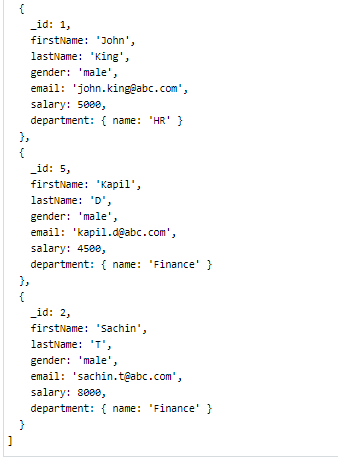 {
_id: 1,
firstName: 'John',
lastName: 'King',
gender: 'male',
email: 'john.king@abc.com',
salary: 5000,
department: { name: 'HR' }
},
{
_id: 5,
firstName: 'Kapil',
lastName: 'D',
gender: 'male',
email: 'kapil.d@abc.com',
salary: 4500,
department: { name: 'Finance' }
},
{
_id: 2,
firstName: 'Sachin',
lastName: 'T',
gender: 'male',
email: 'sachin.t@abc.com',
salary: 8000,
department: { name: 'Finance' }
}
]